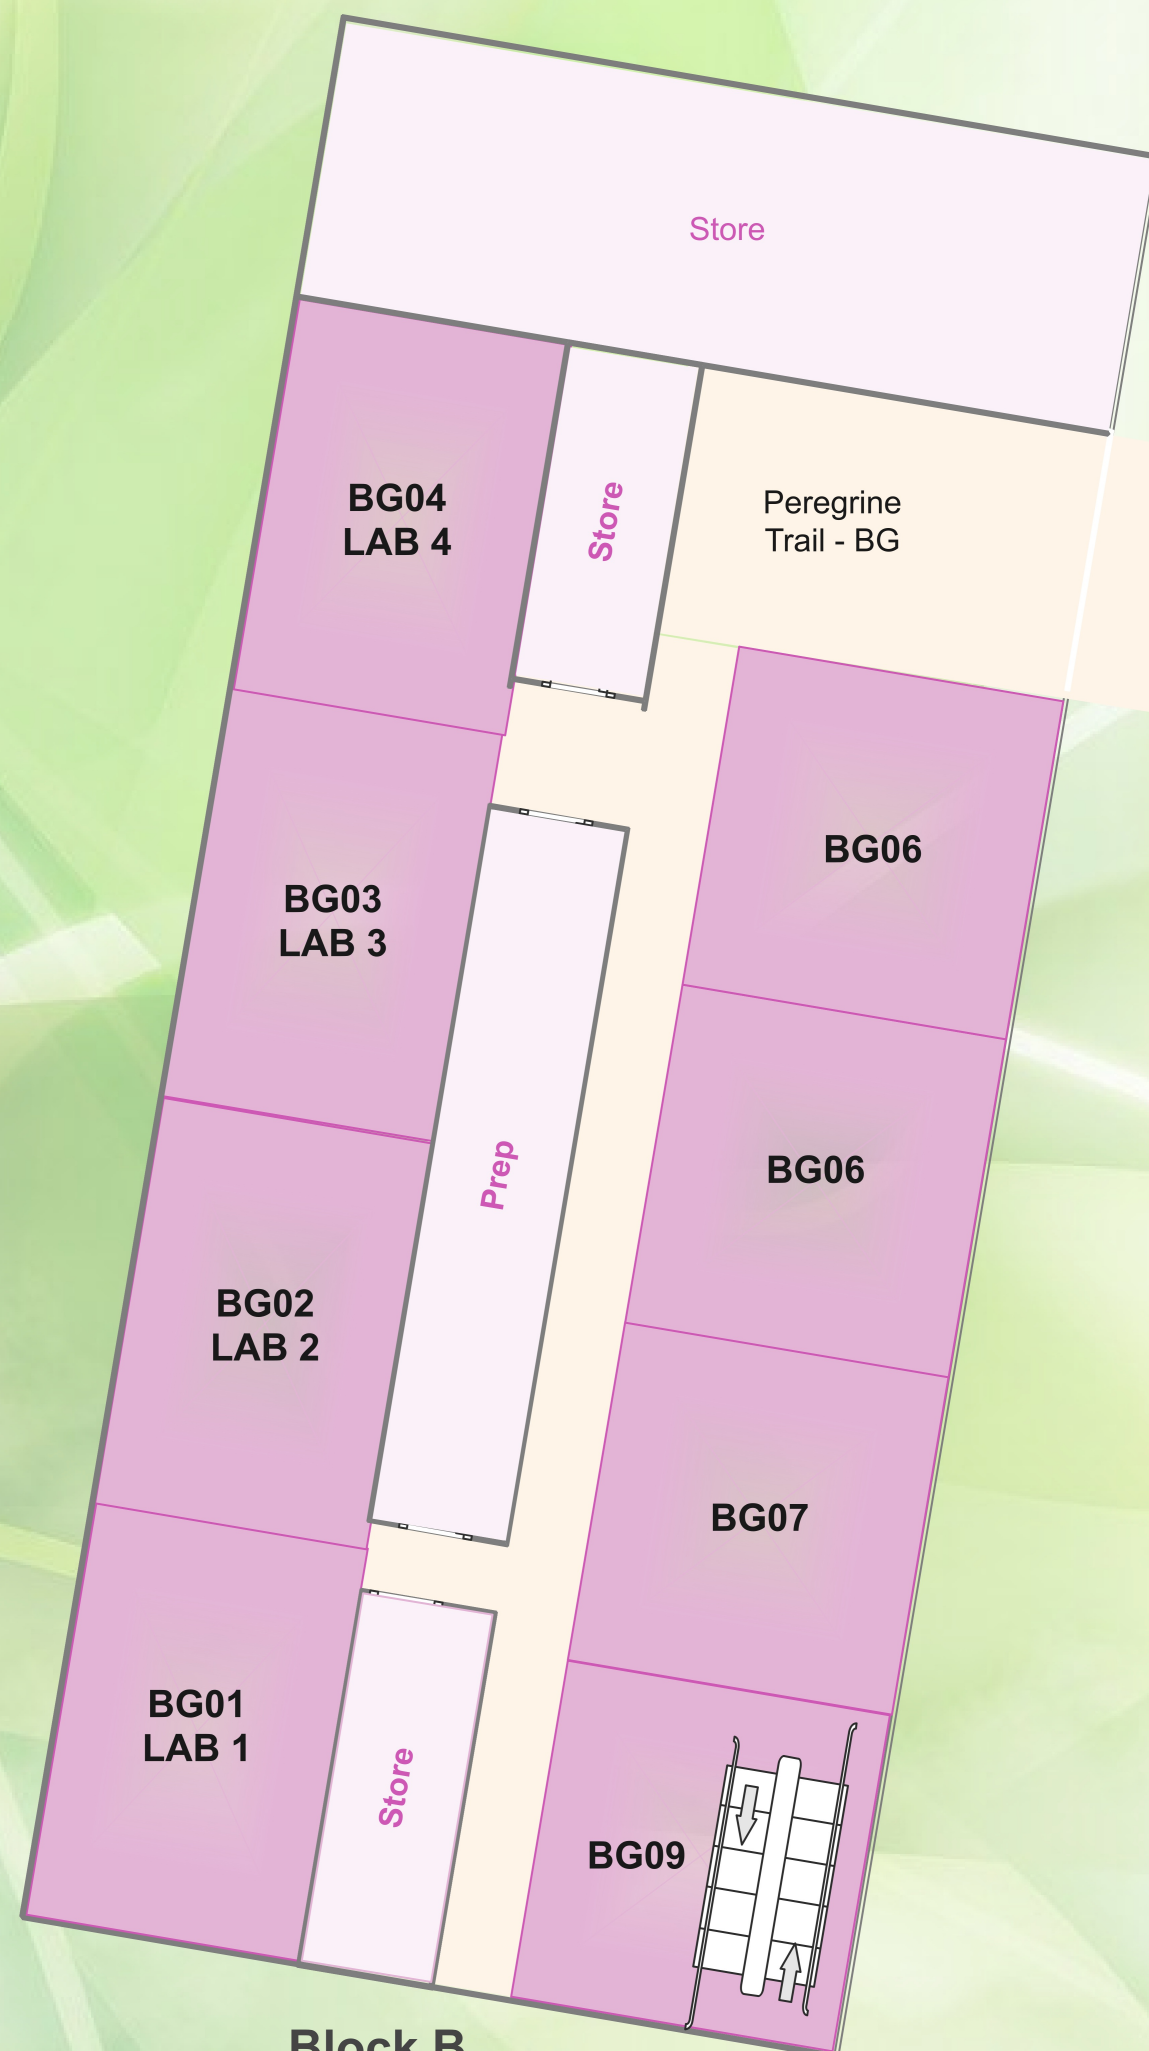 Store
BG04
LAB 4
Store
Peregrine
Trail - BG
BG06
BG03
LAB 3
Prep
BG06
BG02
LAB 2
BG07
BG01
LAB 1
Store
BG09
Block B